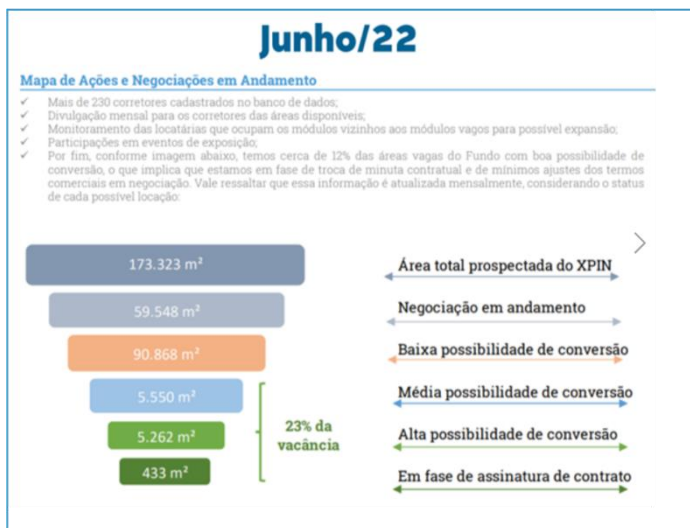 Junho/22
Mapa de Ações e Negociações em Andamento
✓ Mais de 230 corretores cadastrados no banco de dados;
✓ Divulgação mensal para os corretores das áreas disponíveis;
✓ Monitoramento das locatárias que ocupam os módulos vizinhos aos módulos vagos para possível expansão;
✓ Participações em eventos de exposição;
✓ Por fim, conforme imagem abaixo, temos cerca de 12% das áreas vagas do Fundo com boa possibilidade de
conversão, o que implica que estamos em fase de troca de minuta contratual e de mínimos ajustes dos termos
comerciais em negociação. Vale ressaltar que essa informação é atualizada mensalmente, considerando o status
de cada possível locação:
173.323 m² Área total prospectada do XPIN
59.548 m² Negociação em andamento
90.868 m² Baixa possibilidade de conversão
5.550 m² Média possibilidade de conversão
5.262 m² Alta possibilidade de conversão
433 m² Em fase de assinatura de contrato
23% da
vacância